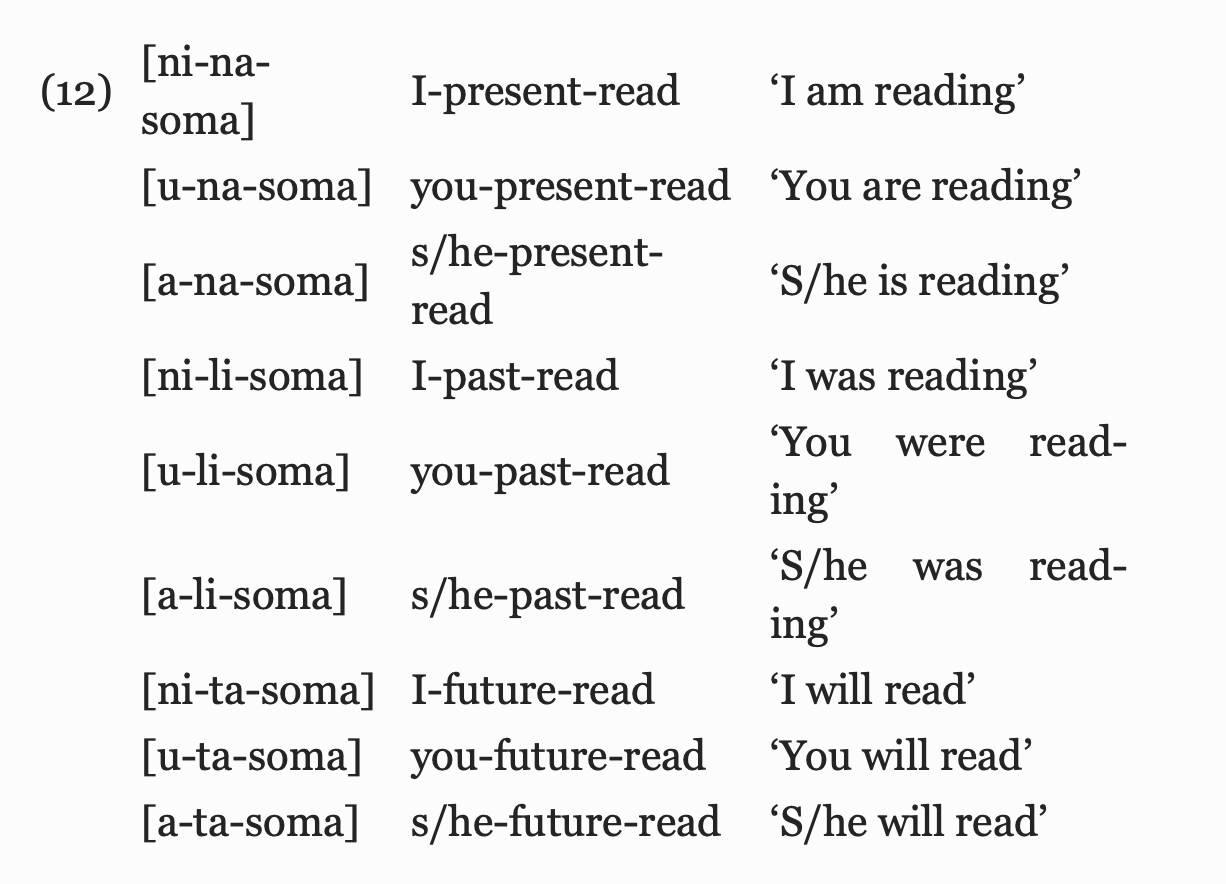 (12) [ni-na-
soma] I-present-read ‘I am reading’
[u-na-soma] you-present-read ‘You are reading’
[a-na-soma] s/he-present-
read ‘S/he is reading’
[ni-li-soma] I-past-read ‘I was reading’
[u-li-soma] you-past-read ‘You were read-
ing’
[a-li-soma] s/he-past-read ‘S/he was read-
ing’
[ni-ta-soma] I-future-read ‘I will read’
[u-ta-soma] you-future-read ‘You will read’
[a-ta-soma] s/he-future-read ‘S/he will read’